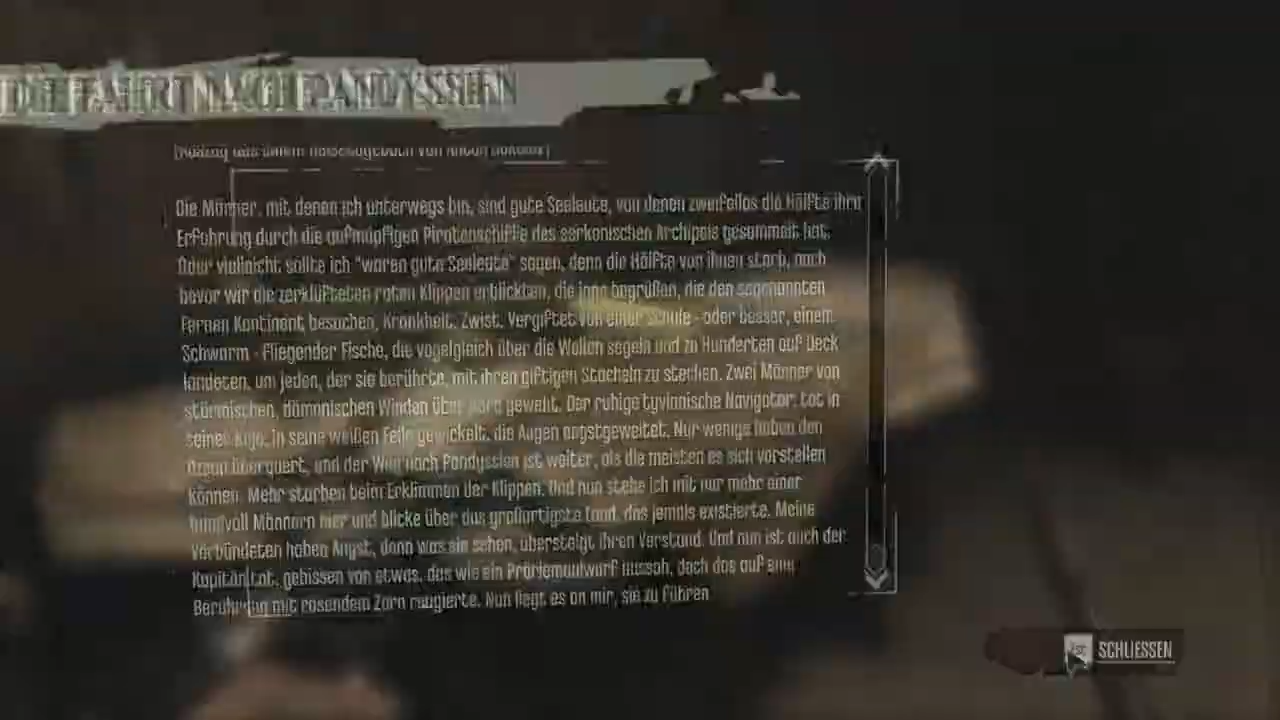 DIE FAHRT NACH PANDYSSIEN
(Auszug aus einem Reisetagebuch von Anton Sokolov)
Die Männer, mit denen ich unterwegs bin, sind gute Seeleute, von denen zweifellos die Hälfte ihre
Erfahrung durch die aufmüpfigen Piratenschiffe des serkonischen Archipels gesammelt hat.
Oder vielleicht sollte ich "waren gute Seeleute" sagen, denn die Hälfte von ihnen starb, noch
bevor wir die zerklüfteten roten Klippen erblickten, die jene begrüßen, die den sogenannten
Fernen Kontinent besuchen. Krankheit. Zwist. Vergiftet von einer Schule - oder besser, einem
Schwarm - fliegender Fische, die vogelgleich über die Wellen segeln und zu Hunderten auf Deck
landeten, um jeden, der sie berührte, mit ihren giftigen Stacheln zu stechen. Zwei Männer von
stürmischen, dämonischen Winden über Bord geweht. Der ruhige tyvianische Navigator: tot in
seiner Koje, in seine weißen Felle gewickelt, die Augen angstgeweitet. Nur wenige haben den
Ozean überquert, und der Weg nach Pandyssien ist weiter, als die meisten es sich vorstellen
können. Mehr starben beim Erklimmen der Klippen. Und nun stehe ich mit nur mehr einer
handvoll Männern hier und blicke über das großartigste Land, das jemals existierte. Meine
Verbündeten haben Angst, denn was sie sehen, übersteigt ihren Verstand. Und nun ist auch der
Kapitän tot, gebissen von etwas, das wie ein Präriemaulwurf aussah, doch das auf eine
Berührung mit rasendem Zorn reagierte. Nun liegt es an mir, sie zu führen
SCHLIESSEN